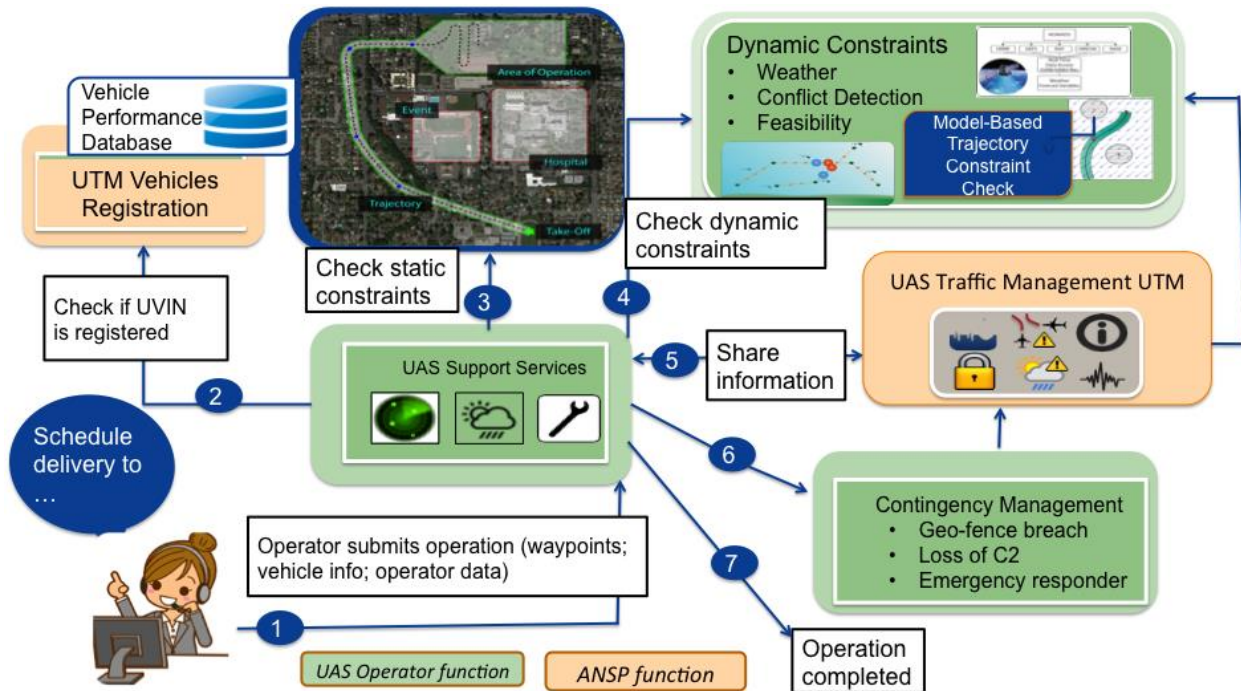 Vehicle
Performance
Database
UTM Vehicles
Registration
Area of Operation
Event
Hospital
Trajectory
Take-Off
Dynamic Constraints
• Weather
• Conflict Detection
• Feasibility
Model-Based
Trajectory
Constraint
Check
Check if UVIN
is registered
Check static
constraints
3
Check dynamic
constraints
4
UAS Traffic Management UTM
2
UAS Support Services
5
Share
information
Schedule
delivery to
…
6
Contingency Management
• Geo-fence breach
• Loss of C2
• Emergency responder
Operator submits operation (waypoints;
vehicle info; operator data)
7
1
Operation
completed
UAS Operator function
ANSP function